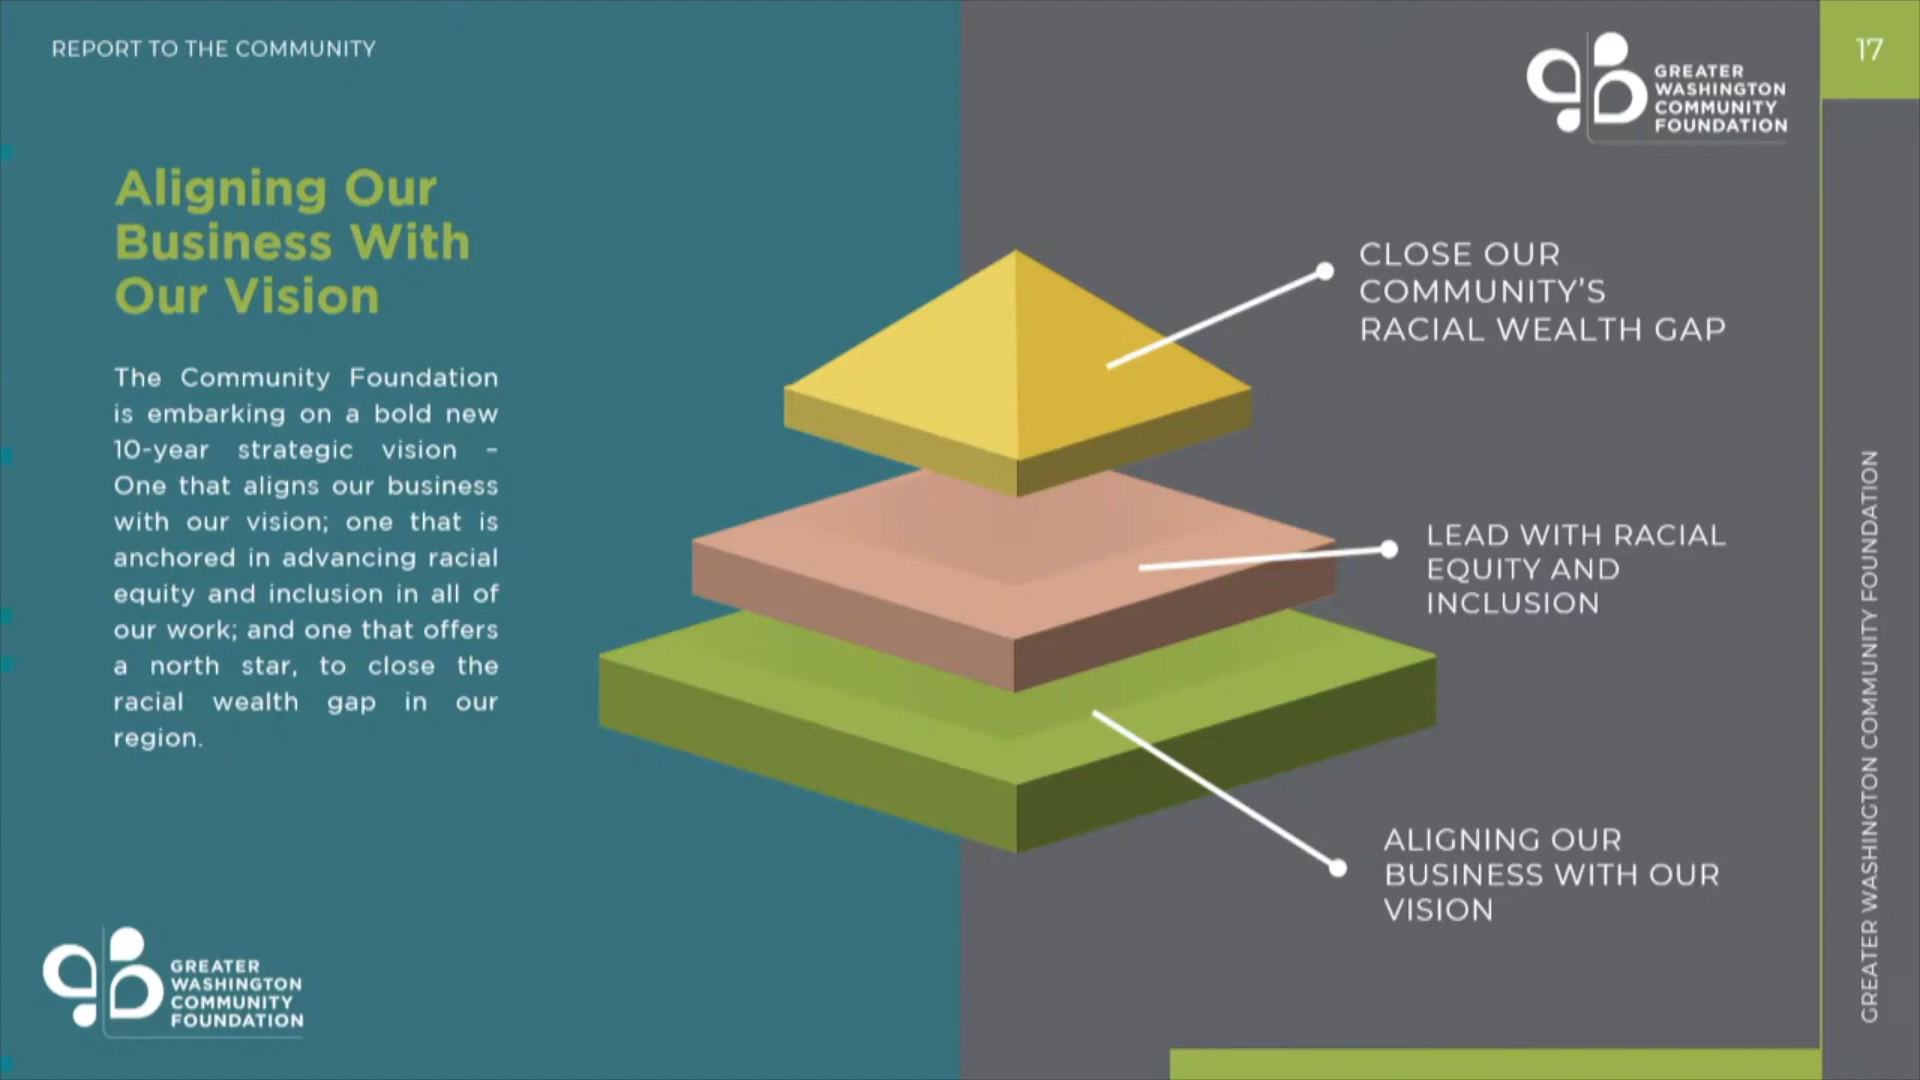 REPORT TO THE COMMUNITY
GREATER
WASHINGTON
COMMUNITY
FOUNDATION
17
Aligning Our
Business With
Our Vision
The Community Foundation
is embarking on a bold new
10-year strategic vision –
One that aligns our business
with our vision; one that is
anchored in advancing racial
equity and inclusion in all of
our work; and one that offers
a north star, to close the
racial wealth gap in our
region.
CLOSE OUR
COMMUNITY’S
RACIAL WEALTH GAP
LEAD WITH RACIAL
EQUITY AND
INCLUSION
ALIGNING OUR
BUSINESS WITH OUR
VISION
GREATER WASHINGTON COMMUNITY FOUNDATION
GREATER
WASHINGTON
COMMUNITY
FOUNDATION